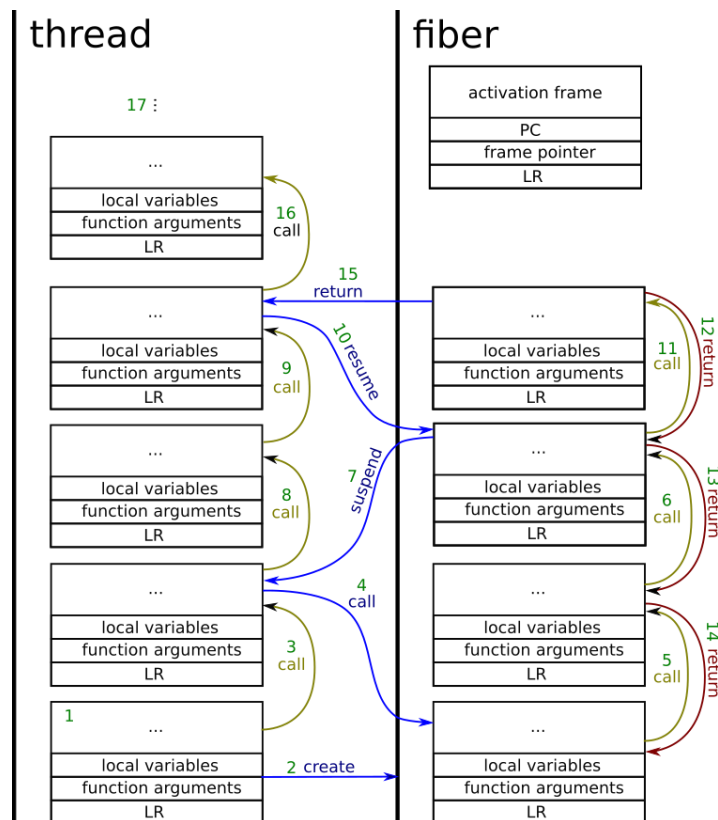 thread
fiber
activation frame
PC
frame pointer
LR
17 ⋮
...
local variables
function arguments
LR
16
call
15
return
...
local variables
function arguments
LR
10 resume
...
local variables
function arguments
LR
11
call
12 return
9
call
...
local variables
function arguments
LR
8
call
7
suspend
...
local variables
function arguments
LR
6
call
13 return
...
local variables
function arguments
LR
3
call
4
call
...
local variables
function arguments
LR
5
call
14 return
1
...
local variables
function arguments
LR
2 create
...
local variables
function arguments
LR